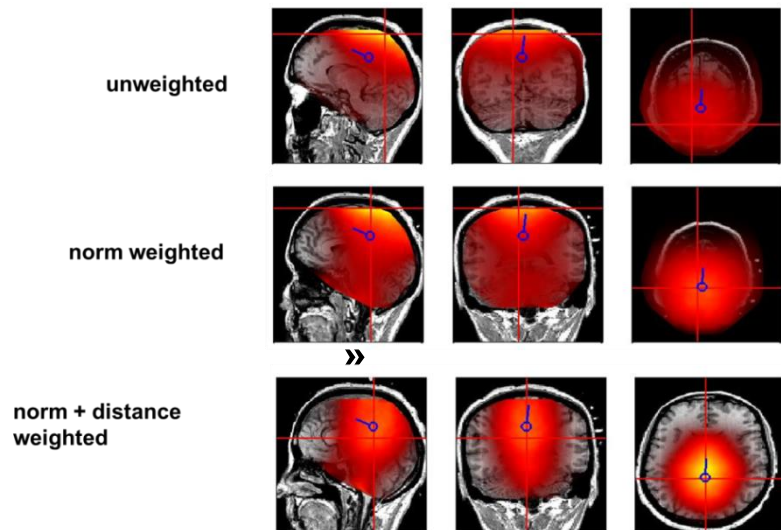 unweighted
norm weighted
»
norm + distance
weighted